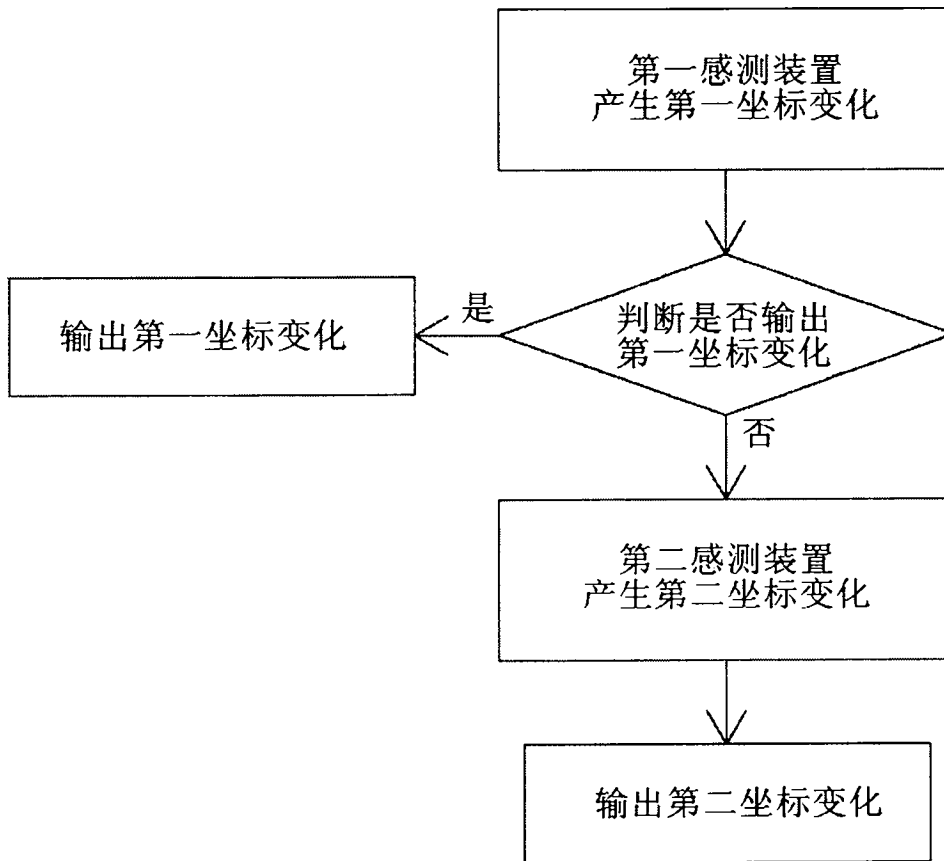 第一感测装置
产生第一坐标变化
是
输出第一坐标变化
判断是否输出
第一坐标变化
否
第二感测装置
产生第二坐标变化
输出第二坐标变化